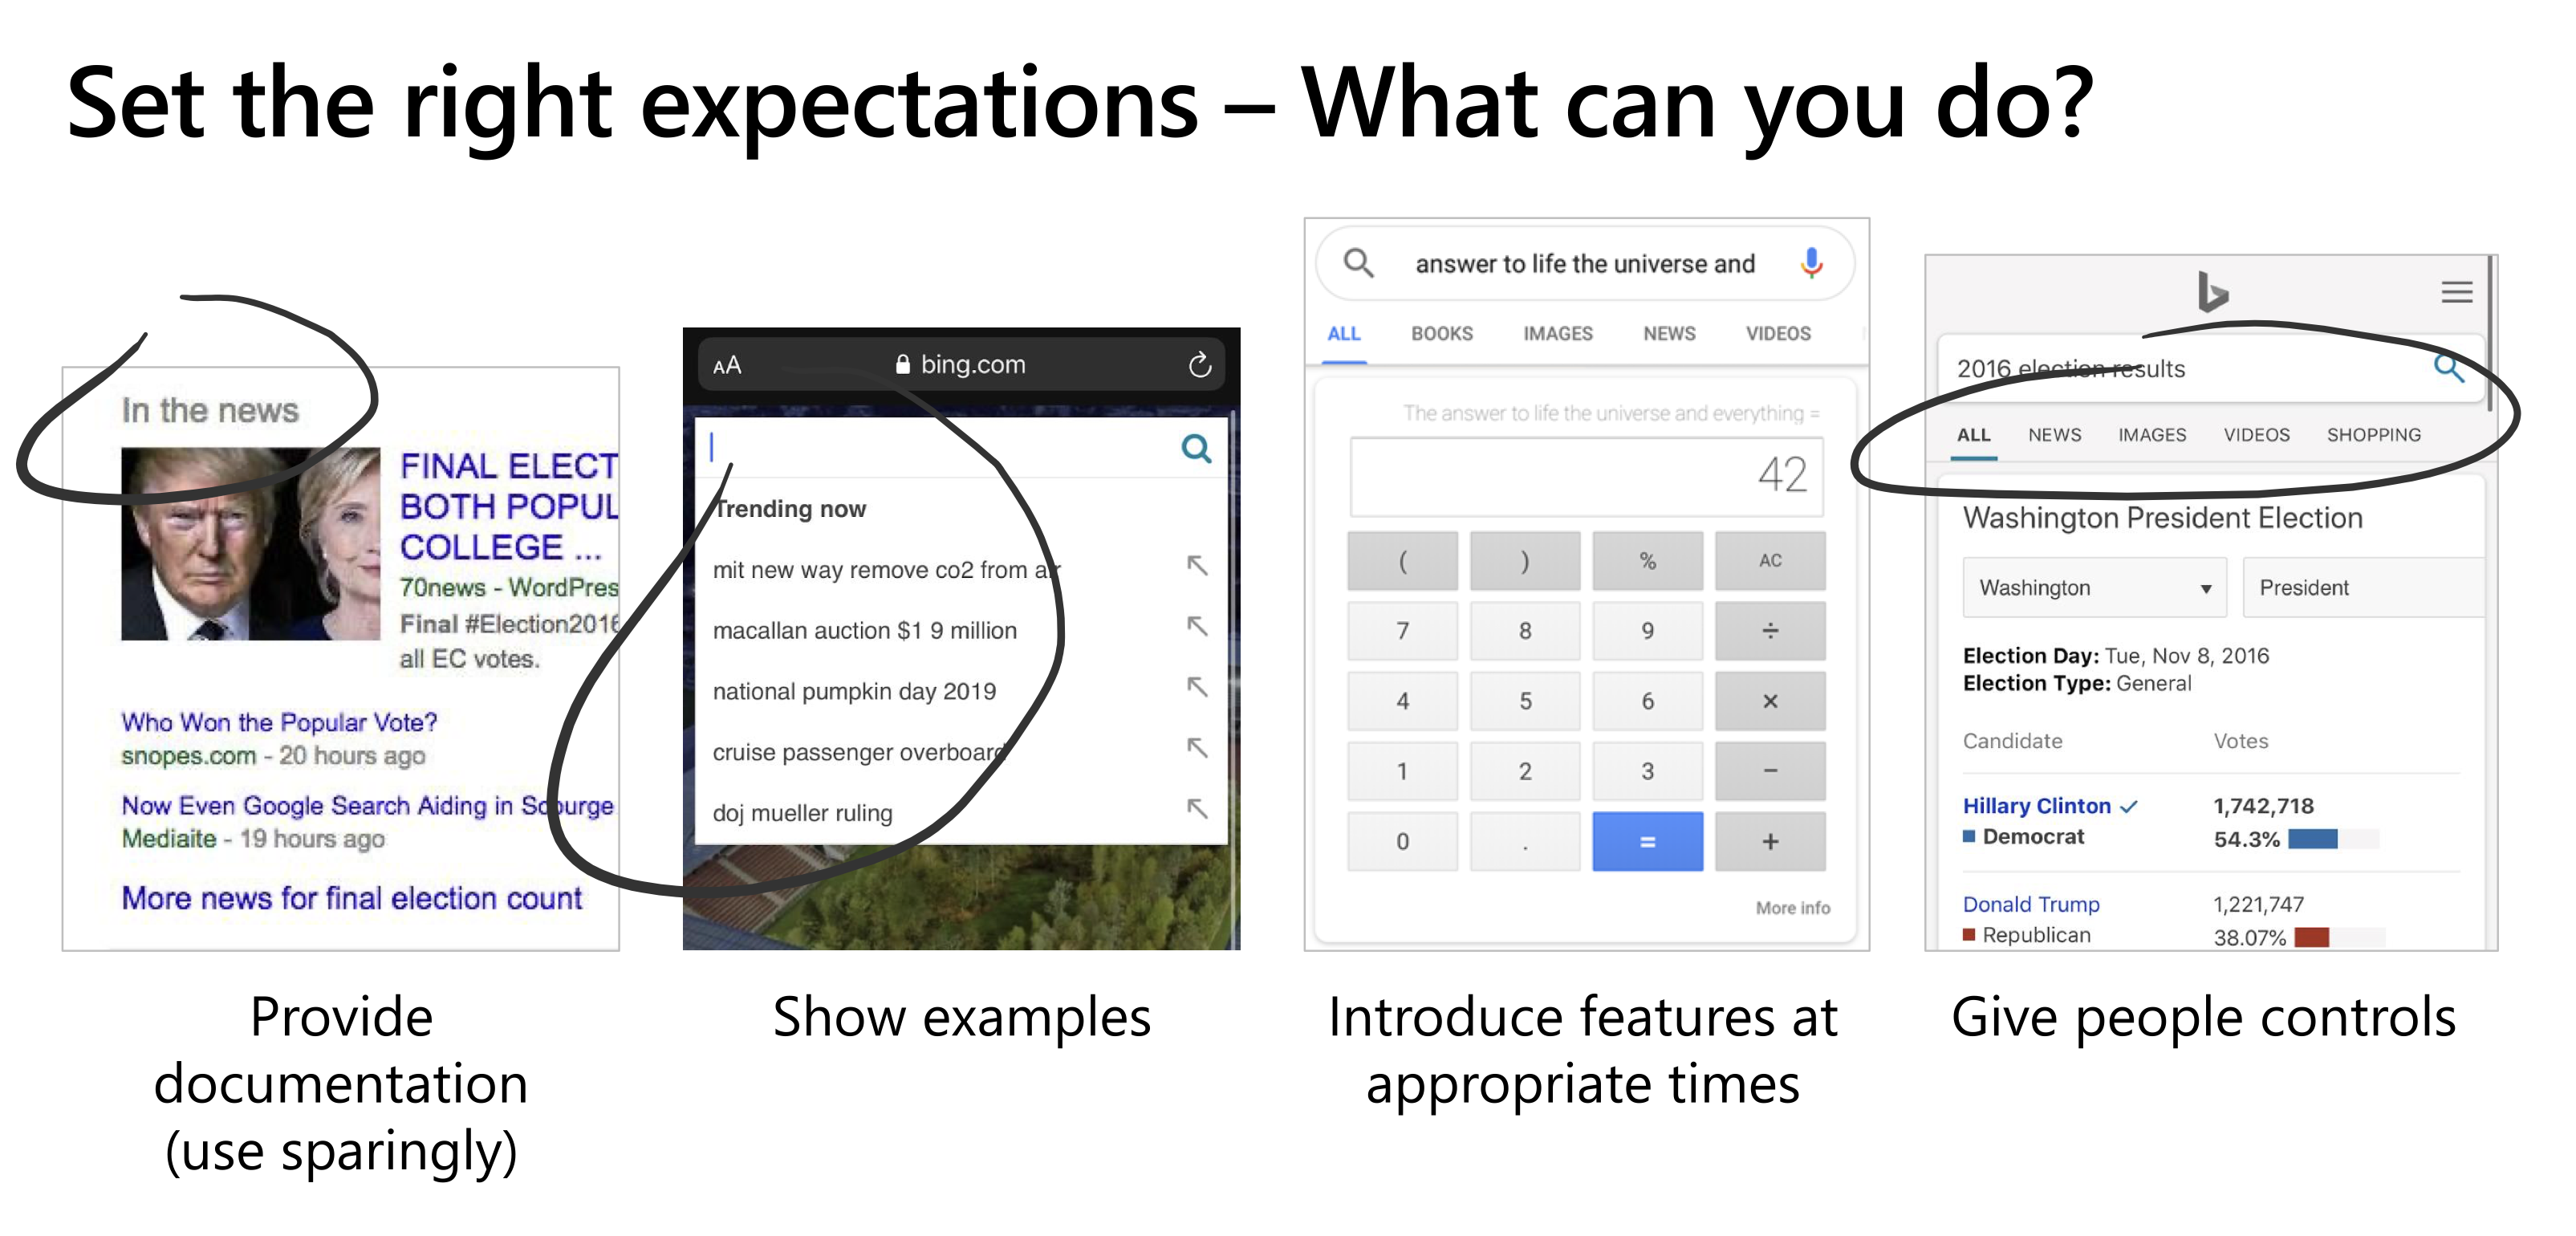 Set the right expectations – What can you do?
In the news
FINAL ELECT
BOTH POPUL
COLLEGE ...
70news - WordPres
Final #Election2016
all EC votes.
Who Won the Popular Vote?
snopes.com - 20 hours ago
Now Even Google Search Aiding in Scourge
Mediaite - 19 hours ago
More news for final election count
Provide
documentation
(use sparingly)
AA bing.com
Trending now
mit new way remove co2 from air
macallan auction $1 9 million
national pumpkin day 2019
cruise passenger overboard
doj mueller ruling
Show examples
answer to life the universe and
ALL BOOKS IMAGES NEWS VIDEOS
The answer to life the universe and everything =
42
( ) % AC
7 8 9 ÷
4 5 6 ×
1 2 3 −
0 . = +
More info
Introduce features at
appropriate times
2016 election results
ALL NEWS IMAGES VIDEOS SHOPPING
Washington President Election
Washington President
Election Day: Tue, Nov 8, 2016
Election Type: General
Candidate Votes
Hillary Clinton 1,742,718
Democrat 54.3%
Donald Trump 1,221,747
Republican 38.07%
Give people controls